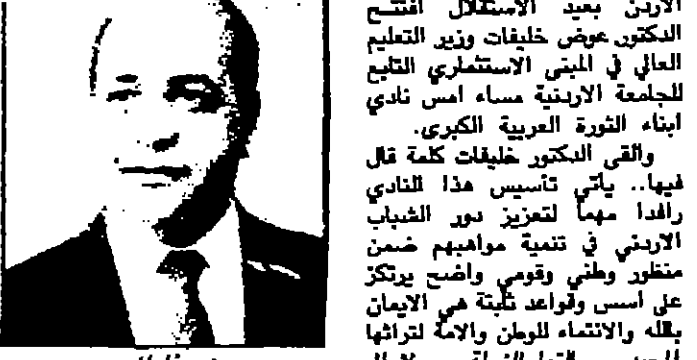 الأردن بعيد الاستقلال افتتح
الدكتور عوض خليفات وزير التعليم
العالي في المبنى الاستثماري التابع
للجامعة الاردنية مساء امس نادي
ابناء الثورة العربية الكبرى.
والقى الدكتور خليفات كلمة قال
فيها.. يأتي تأسيس هذا النادي
رافدا مهما لتعزيز دور الشباب
الاردني في تنمية مواهبهم ضمن
منظور وطني وقومي واضح يرتكز
على أسس وقواعد ثابتة هي الايمان
بالله والانتماء للوطن والامة لتراثها